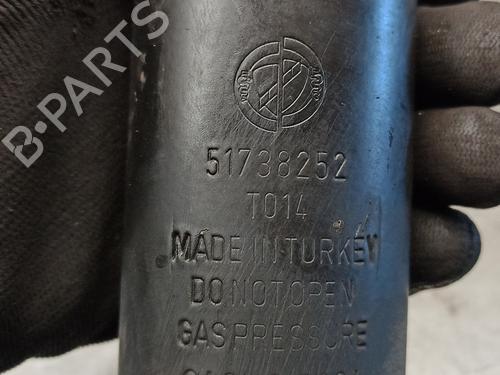 B-PARTS
51738252
T014
MADE IN TURKEY
DO NOT OPEN
GAS PRESSURE